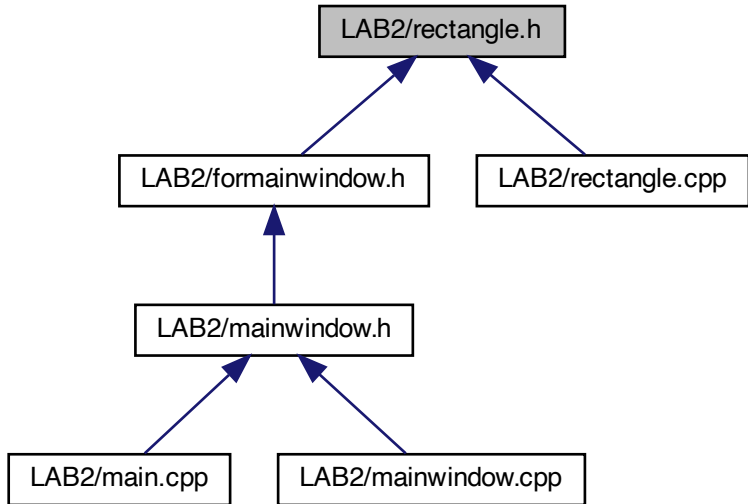 LAB2/rectangle.h
LAB2/formainwindow.h
LAB2/rectangle.cpp
LAB2/mainwindow.h
LAB2/main.cpp
LAB2/mainwindow.cpp